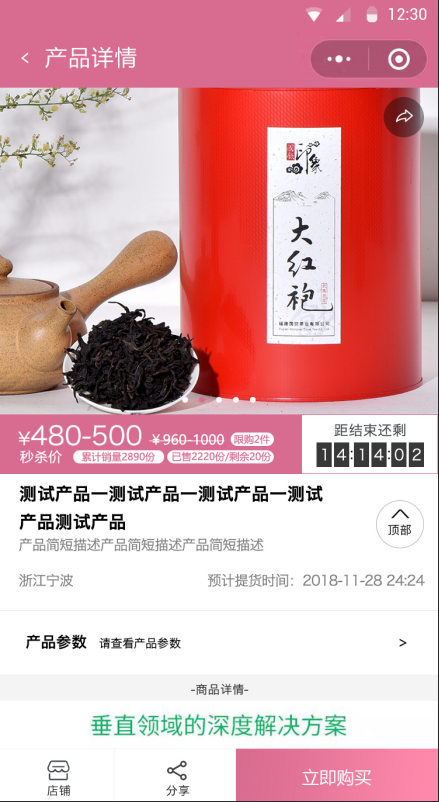 12:30
产品详情
茶饮
印象
大红袍
¥480-500 ¥960-1000 限购2件
秒杀价 累计销量2890份 已售2220份/剩余20份
距结束还剩
14:14:02
测试产品一测试产品一测试产品一测试
产品测试产品
顶部
产品简短描述产品简短描述产品简短描述
浙江宁波 预计提货时间：2018-11-28 24:24
产品参数 请查看产品参数 >
-商品详情-
垂直领域的深度解决方案
店铺 分享 立即购买